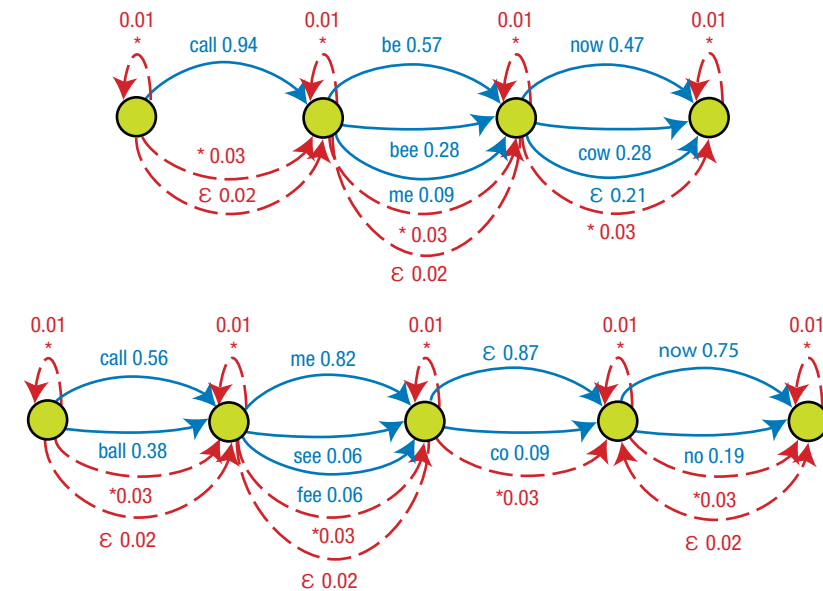 0.01 0.01 0.01 0.01
* * * *
call 0.94 be 0.57 now 0.47
* 0.03 bee 0.28 cow 0.28
ε 0.02 me 0.09 ε 0.21
* 0.03 * 0.03
ε 0.02
0.01 0.01 0.01 0.01 0.01
* * * * *
call 0.56 me 0.82 ε 0.87 now 0.75
ball 0.38 see 0.06 co 0.09 no 0.19
*0.03 fee 0.06 *0.03 *0.03
ε 0.02 *0.03 ε 0.02
ε 0.02